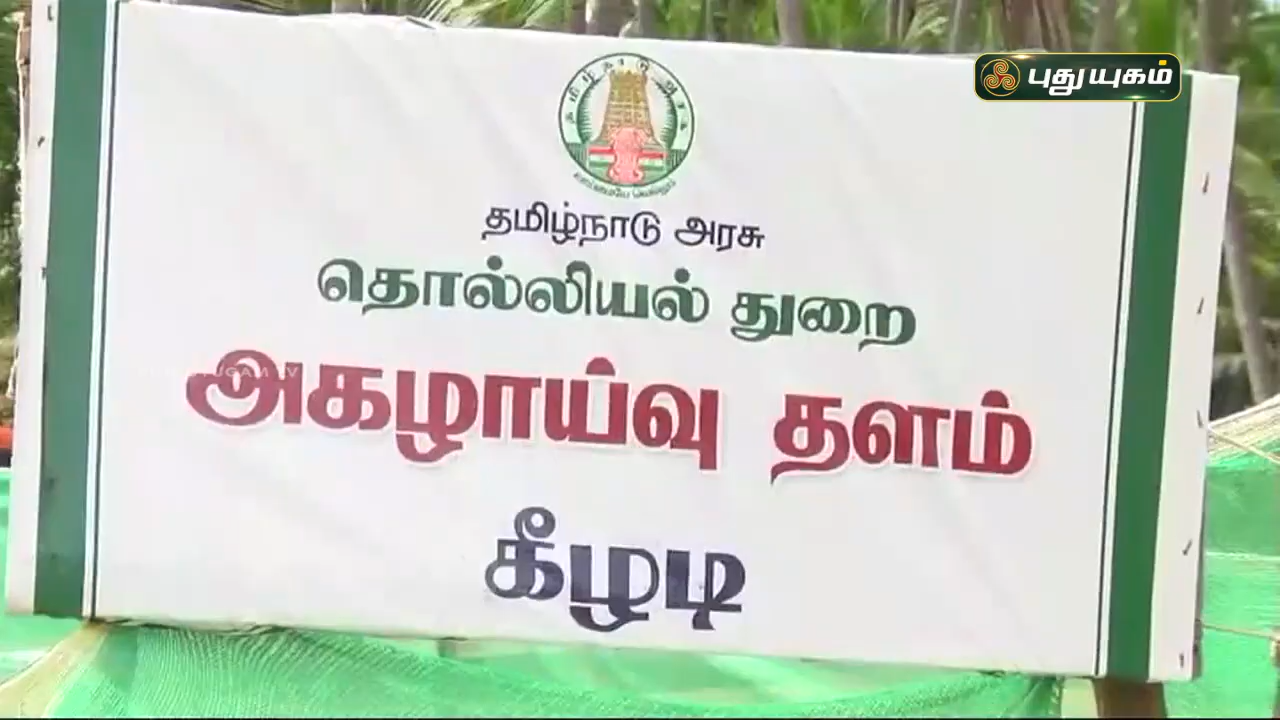 புதுயுகம்
தமிழ்நாடு அரசு
தொல்லியல் துறை
அகழாய்வு தளம்
கீழடி